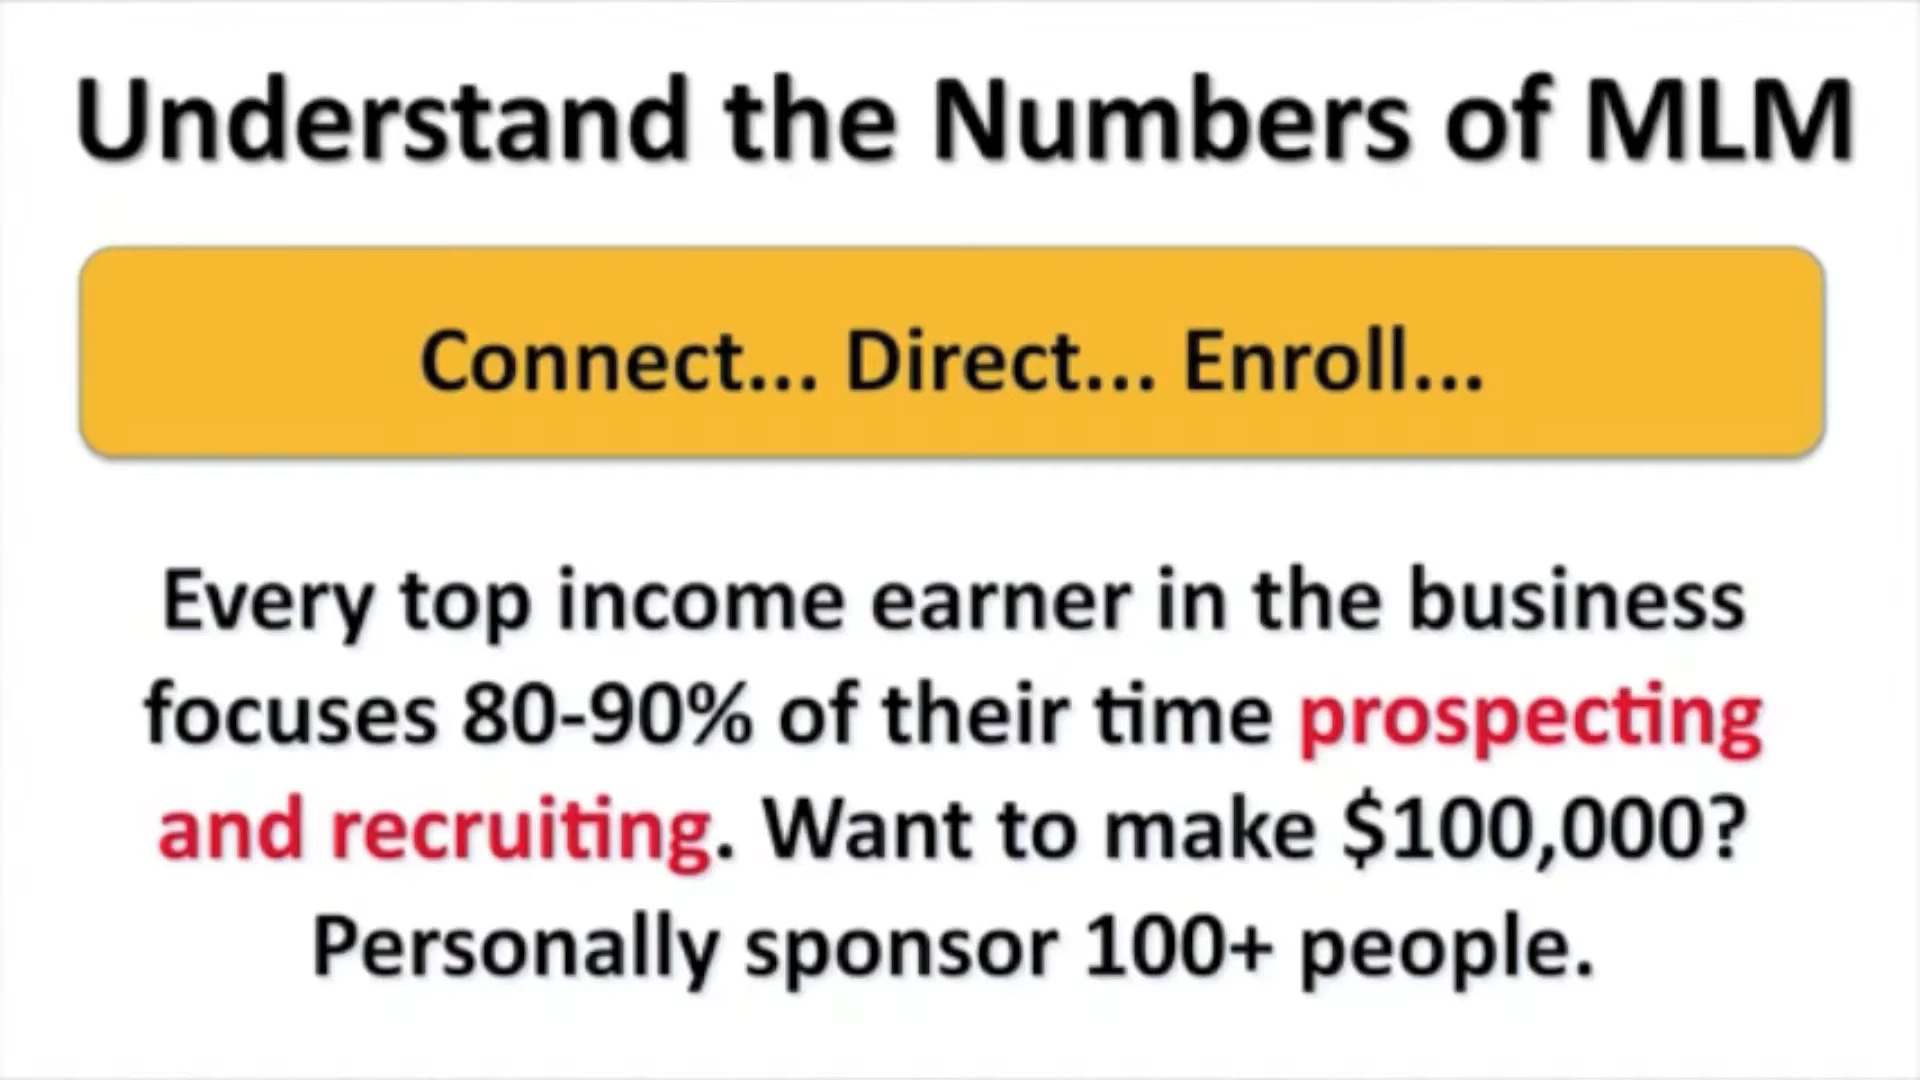 Understand the Numbers of MLM
Connect... Direct... Enroll...
Every top income earner in the business
focuses 80-90% of their time prospecting
and recruiting. Want to make $100,000?
Personally sponsor 100+ people.